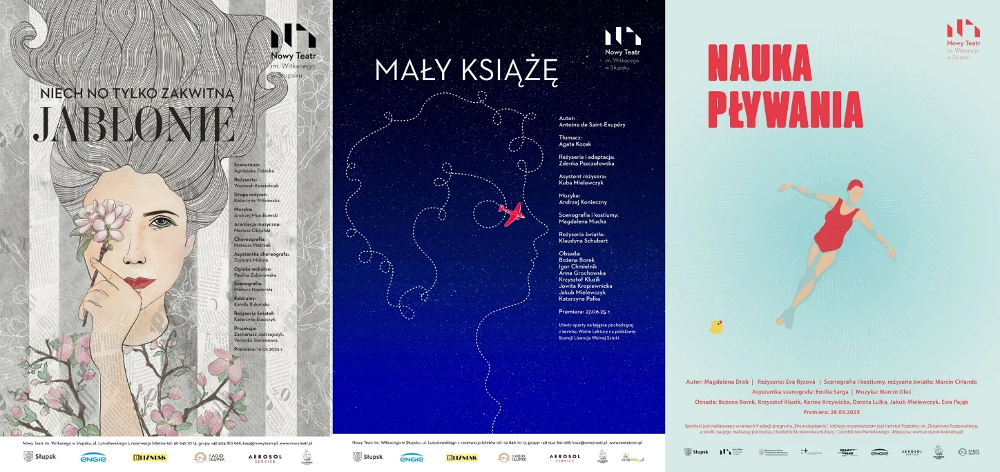 Nowy Teatr
im. Witkacego
w Słupsku
NIECH NO TYLKO ZAKWITNĄ
JABŁONIE
Scenariusz:
Agnieszka Osiecka
Reżyseria:
Wojciech Kościelniak
Druga reżyser:
Katarzyna Witkowska
Muzyka:
Andrzej Mundkowski
Aranżacja muzyczna:
Mariusz Obijalski
Choreografia:
Mateusz Pietrzak
Asystentka choreografa:
Zuzanna Midura
Opieka wokalna:
Paulina Zaborowska
Scenografia:
Mariusz Napierała
Kostiumy:
Kamila Bukańska
Reżyseria świateł:
Katarzyna Łuszczyk
Projekcje:
Zachariasz Jędrzejczyk,
Veranika Siamionava
Premiera: 15.03.2025 r.
Nowy Teatr im. Witkacego w Słupsku, ul. Lutosławskiego 1, rezerwacja biletów tel. 59 846 70 13, grupy: +48 504 810 968, kasa@nowyteatr.pl, www.nowyteatr.pl
Słupsk
ENGIE
BLIŹNIAK
RADIO
SŁUPSK
AEROSOL
SERVICE
Nowy Teatr
im. Witkacego
w Słupsku
MAŁY KSIĄŻĘ
Autor:
Antoine de Saint-Exupéry
Tłumacz:
Agata Kozak
Reżyseria i adaptacja:
Zdenka Pszczołowska
Asystent reżysera:
Kuba Mielewczyk
Muzyka:
Andrzej Konieczny
Scenografia i kostiumy:
Magdalena Mucha
Reżyseria światła:
Klaudyna Schubert
Obsada:
Bożena Borek
Igor Chmielnik
Anna Grochowska
Krzysztof Kluzik
Jowita Kropiewnicka
Jakub Mielewczyk
Katarzyna Pałka
Premiera: 27.06.25 r.
Utwór oparty na książce pochodzącej
z serwisu Wolne Lektury na podstawie
licencji Licencja Wolnej Sztuki.
Nowy Teatr im. Witkacego w Słupsku, ul. Lutosławskiego 1, rezerwacja biletów tel. 59 846 70 13, grupy: +48 504 810 968, kasa@nowyteatr.pl, www.nowyteatr.pl
Słupsk
ENGIE
BLIŹNIAK
RADIO
SŁUPSK
AEROSOL
SERVICE
Nowy Teatr
im. Witkacego
w Słupsku
NAUKA
PŁYWANIA
Autor: Magdalena Drab | Reżyseria: Eva Rysová | Scenografia i kostiumy, reżyseria światła: Marcin Chlanda
Asystentka scenografa: Emilia Sarga | Muzyka: Marcin Oleś
Obsada: Bożena Borek, Krzysztof Kluzik, Karina Krzywicka, Dorota Lulka, Jakub Mielewczyk, Ewa Pająk
Premiera: 26.09.2025
Spektakl jest realizowany w ramach V edycji programu „Dramatopisanie”, którego organizatorem jest Instytut Teatralny im. Zbigniewa Raszewskiego,
a środki na jego realizację pochodzą z budżetu Ministerstwa Kultury i Dziedzictwa Narodowego. Więcej na: www.instytut-teatralny.pl
Słupsk
ENGIE
AEROSOL
SERVICE
RADIO
SŁUPSK